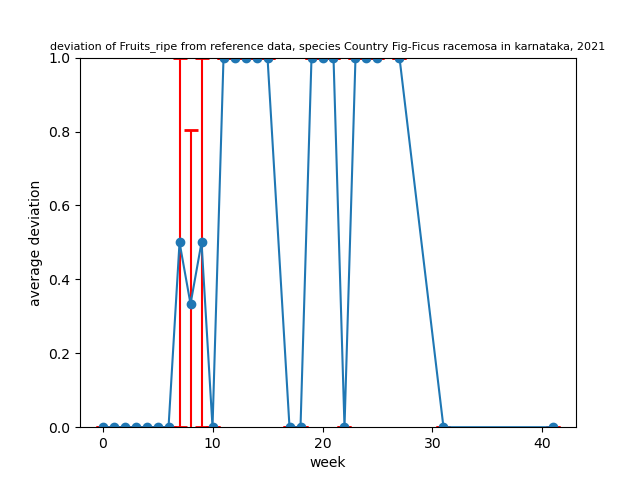 deviation of Fruits_ripe from reference data, species Country Fig-Ficus racemosa in karnataka, 2021
1.0
0.8
0.6
0.4
0.2
0.0
average deviation
0 10 20 30 40
week